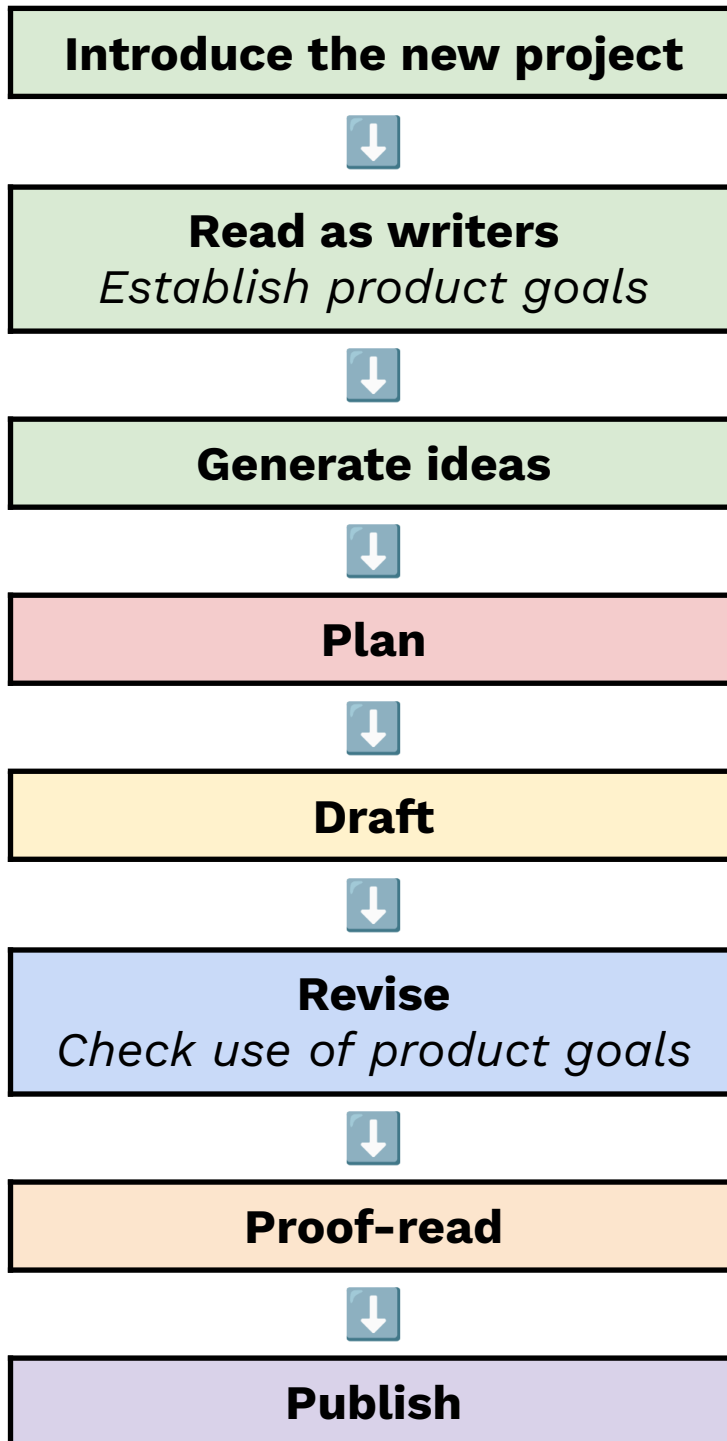 Introduce the new project
Read as writers
Establish product goals
Generate ideas
Plan
Draft
Revise
Check use of product goals
Proof-read
Publish